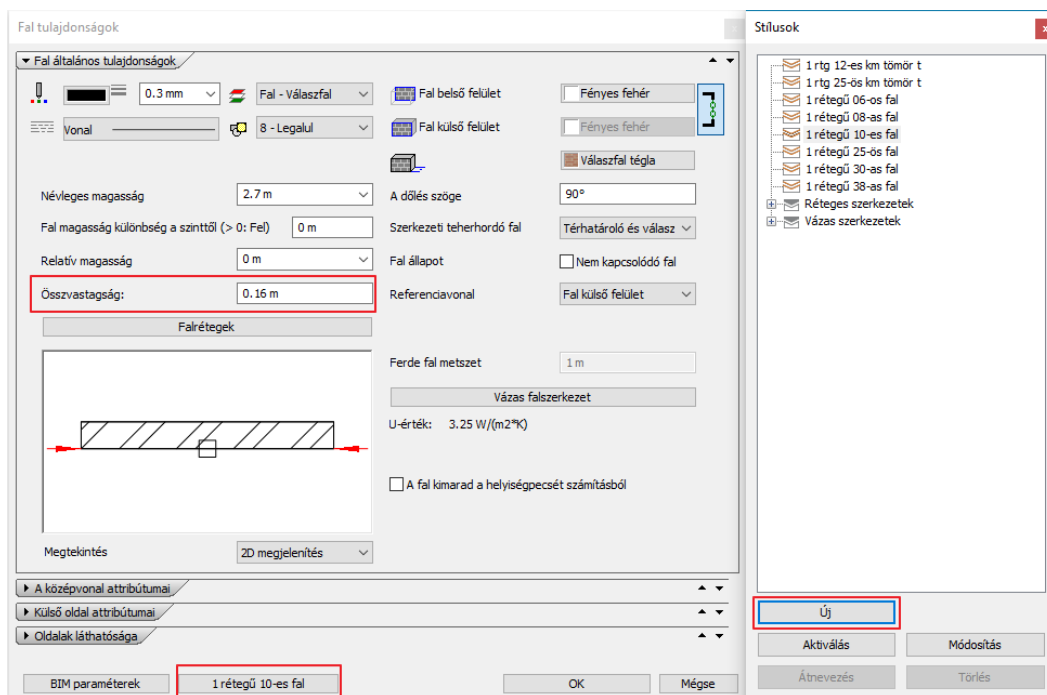 Fal tulajdonságok
Fal általános tulajdonságok
0.3 mm
Fal - Válaszfal
Fal belső felület
Fényes fehér
Vonal
8 - Legalul
Fal külső felület
Fényes fehér
Válaszfal tégla
Névleges magasság
2.7 m
A dőlés szöge
90°
Fal magasság különbség a szinttől (> 0: Fel)
0 m
Szerkezeti teherhordó fal
Térhatároló és válasz
Relatív magasság
0 m
Fal állapot
Nem kapcsolódó fal
Összvastagság:
0.16 m
Referenciavonal
Fal külső felület
Falrétegek
Ferde fal metszet
1 m
Vázas falszerkezet
U-érték: 3.25 W/(m2*K)
A fal kimarad a helyiségpecsét számításból
Megtekintés
2D megjelenítés
A középvonal attribútumai
Külső oldal attribútumai
Oldalak láthatósága
BIM paraméterek
1 rétegű 10-es fal
OK
Mégse
Stílusok
x
1 rtg 12-es km tömör t
1 rtg 25-ös km tömör t
1 rétegű 06-os fal
1 rétegű 08-as fal
1 rétegű 10-es fal
1 rétegű 25-ös fal
1 rétegű 30-as fal
1 rétegű 38-as fal
Réteges szerkezetek
Vázas szerkezetek
Új
Aktiválás
Módosítás
Átnevezés
Törlés